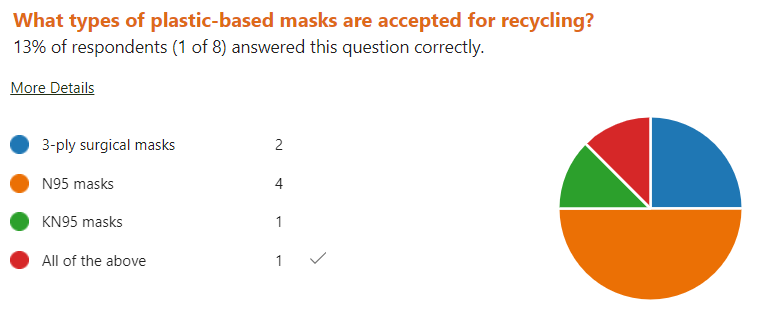 What types of plastic-based masks are accepted for recycling?
13% of respondents (1 of 8) answered this question correctly.
More Details
3-ply surgical masks 2
N95 masks 4
KN95 masks 1
All of the above 1